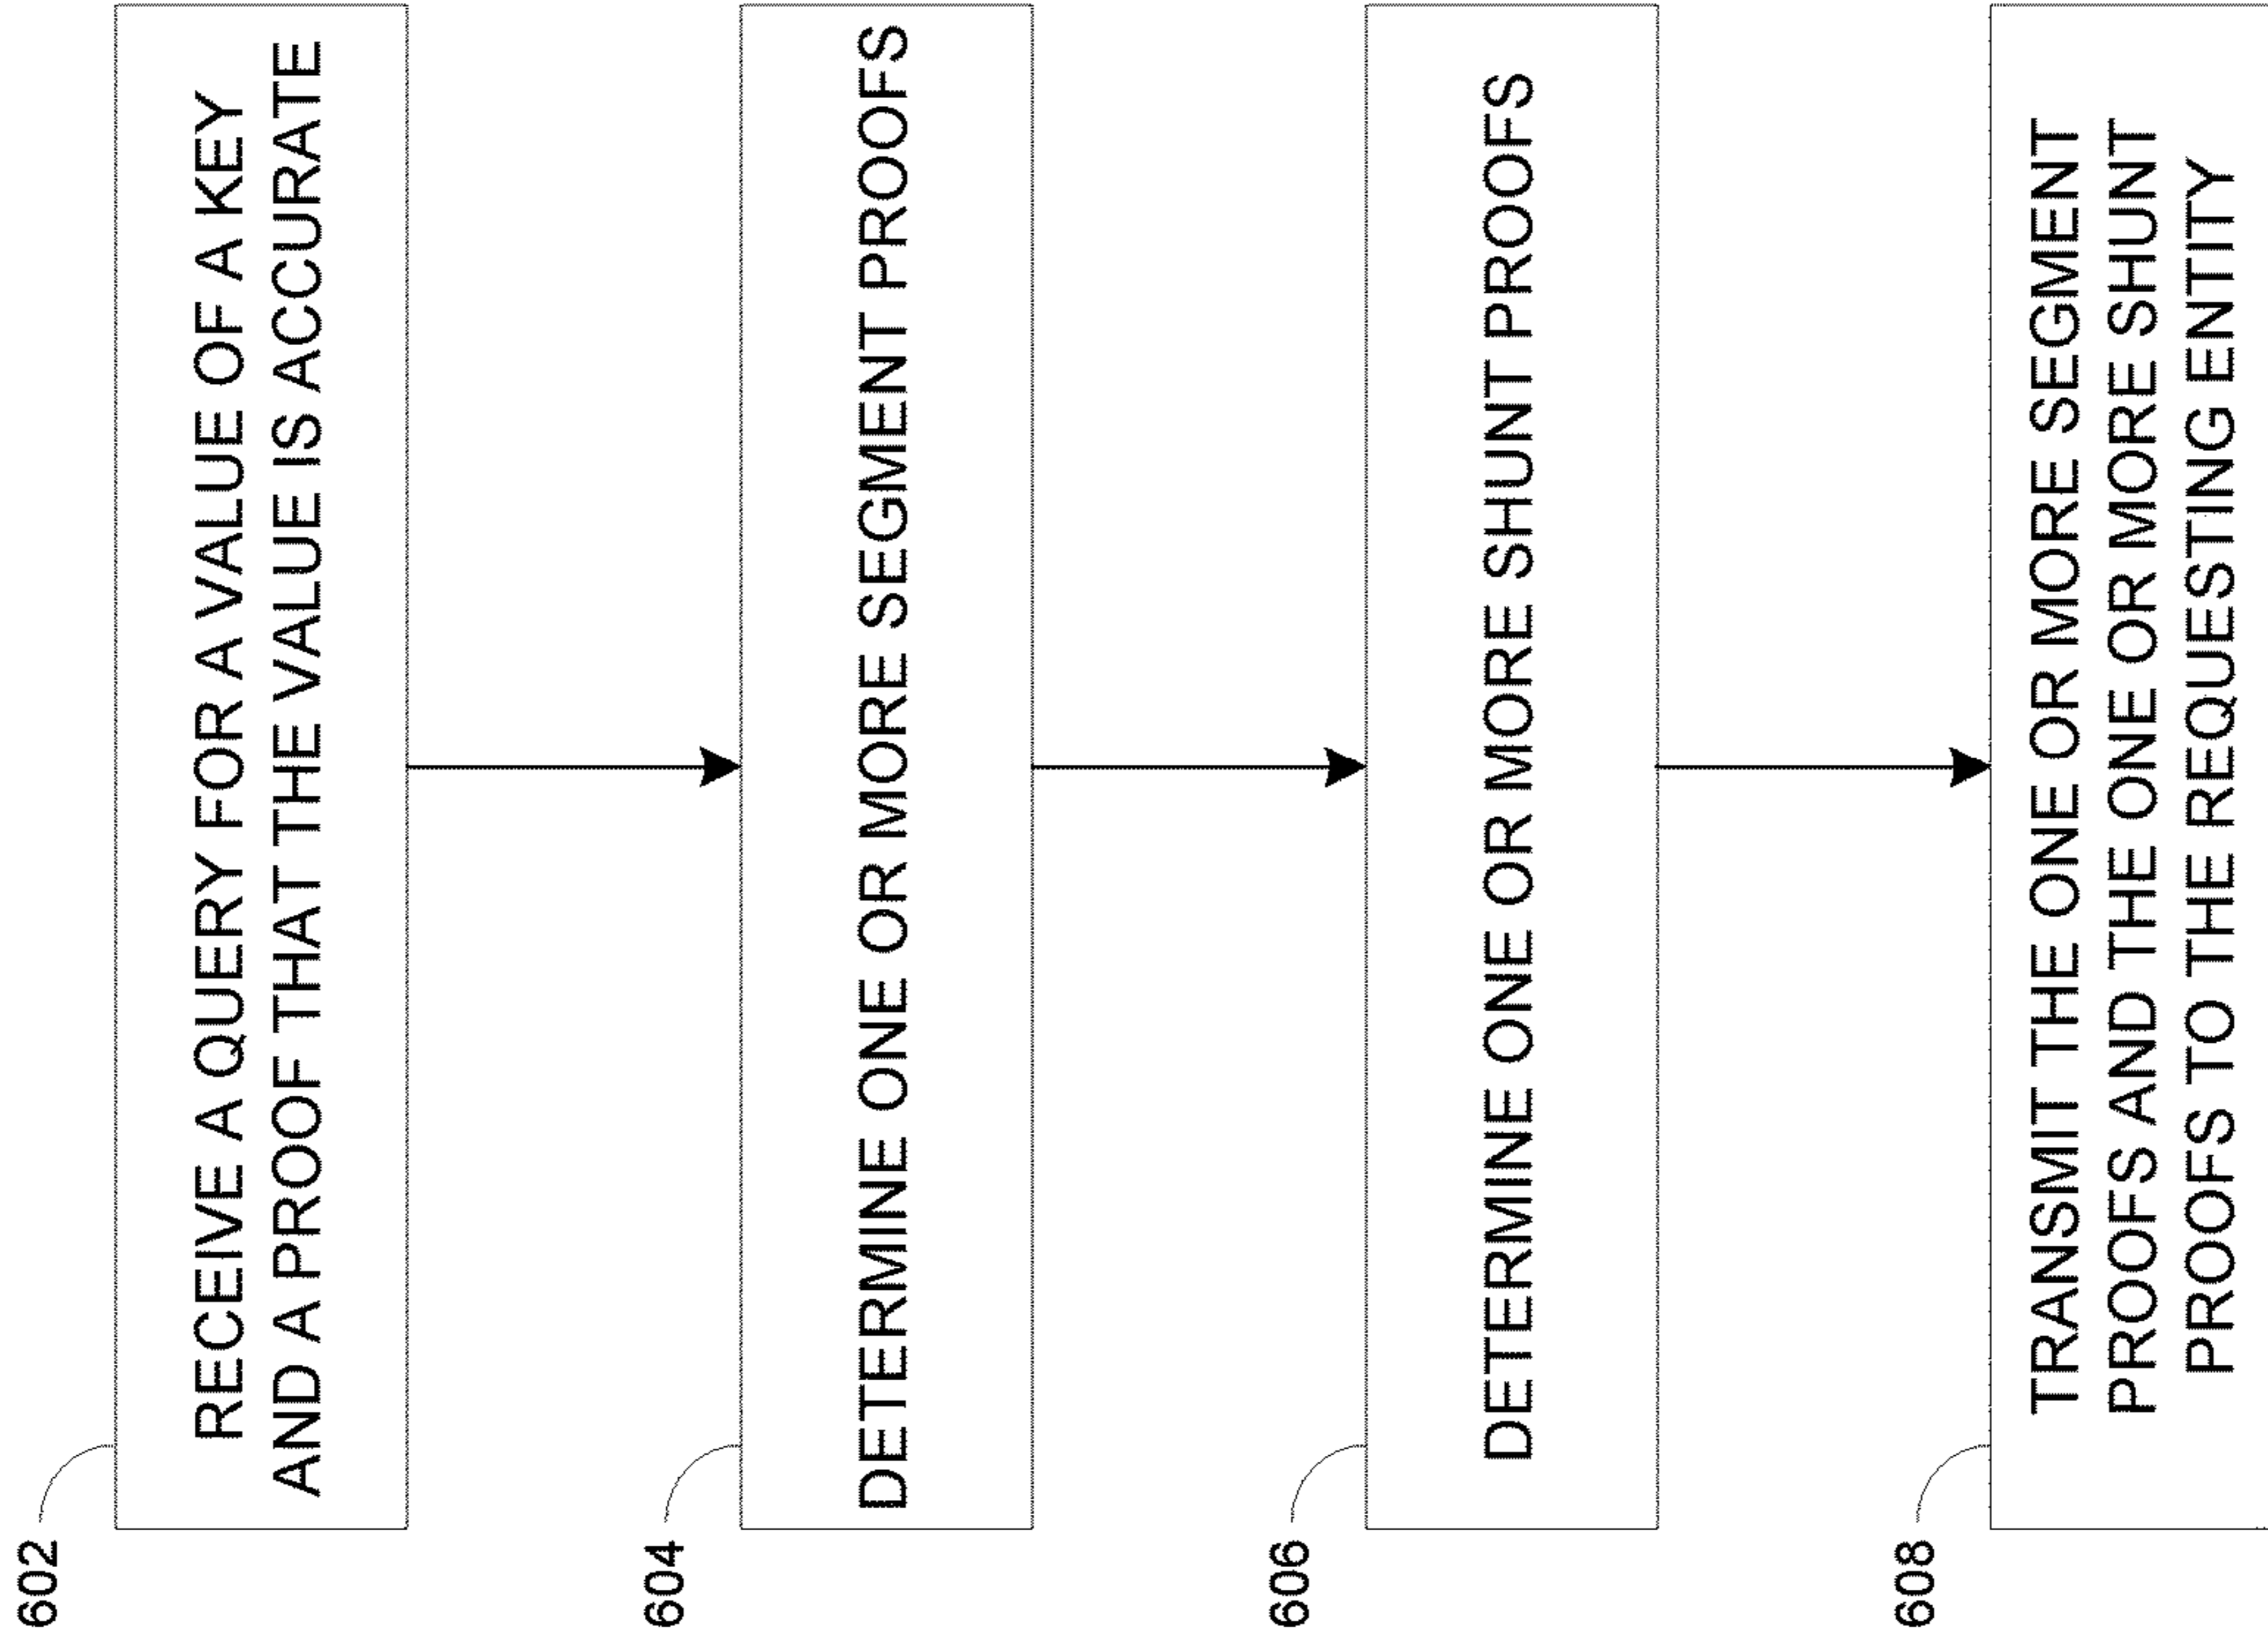 602
RECEIVE A QUERY FOR A VALUE OF A KEY
AND A PROOF THAT THE VALUE IS ACCURATE
604
DETERMINE ONE OR MORE SEGMENT PROOFS
606
DETERMINE ONE OR MORE SHUNT PROOFS
608
TRANSMIT THE ONE OR MORE SEGMENT
PROOFS AND THE ONE OR MORE SHUNT
PROOFS TO THE REQUESTING ENTITY